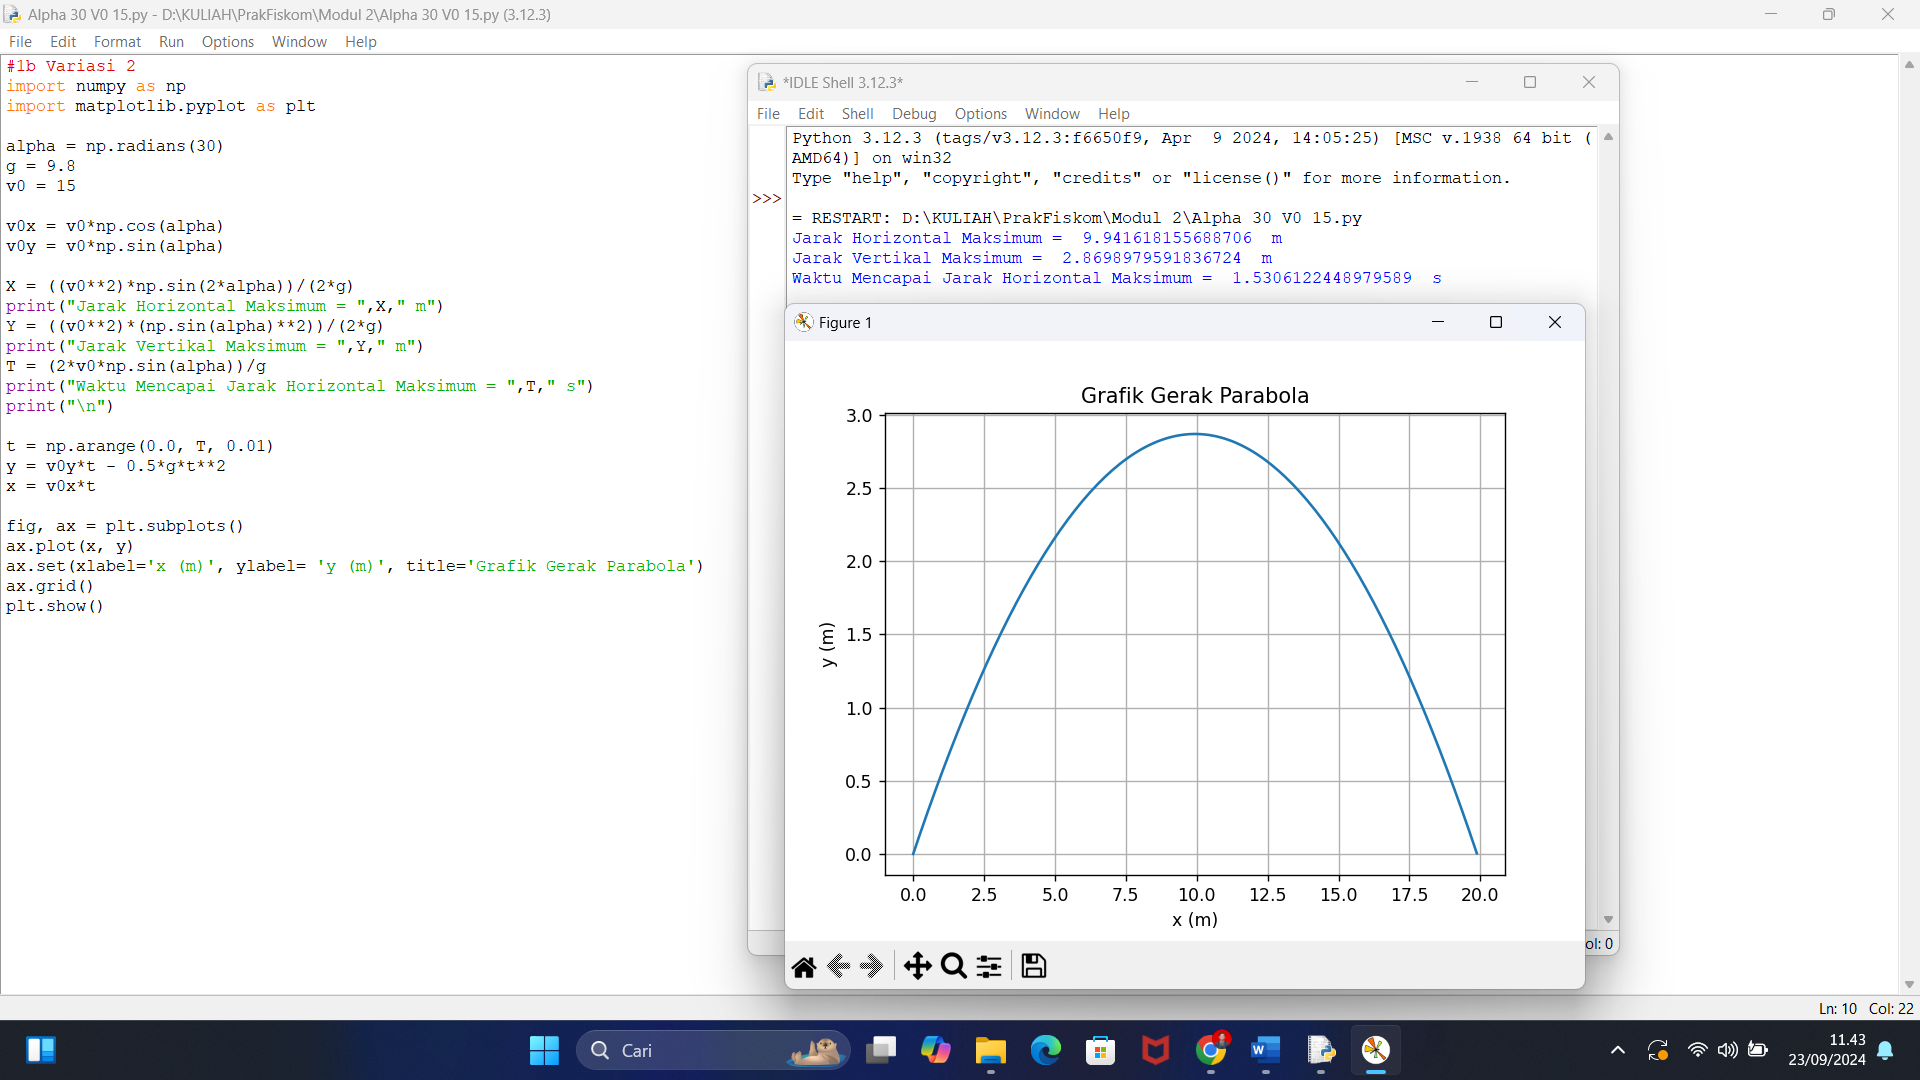 Alpha 30 V0 15.py - D:\KULIAH\PrakFiskom\Modul 2\Alpha 30 V0 15.py (3.12.3)
File Edit Format Run Options Window Help
#1b Variasi 2
import numpy as np
import matplotlib.pyplot as plt
alpha = np.radians(30)
g = 9.8
v0 = 15
v0x = v0*np.cos(alpha)
v0y = v0*np.sin(alpha)
X = ((v0**2)*np.sin(2*alpha))/(2*g)
print("Jarak Horizontal Maksimum = ",X," m")
Y = ((v0**2)*(np.sin(alpha)**2))/(2*g)
print("Jarak Vertikal Maksimum = ",Y," m")
T = (2*v0*np.sin(alpha))/g
print("Waktu Mencapai Jarak Horizontal Maksimum = ",T," s")
print("\n")
t = np.arange(0.0, T, 0.01)
y = v0y*t - 0.5*g*t**2
x = v0x*t
fig, ax = plt.subplots()
ax.plot(x, y)
ax.set(xlabel='x (m)', ylabel= 'y (m)', title='Grafik Gerak Parabola')
ax.grid()
plt.show()
*IDLE Shell 3.12.3*
File Edit Shell Debug Options Window Help
Python 3.12.3 (tags/v3.12.3:f6650f9, Apr  9 2024, 14:05:25) [MSC v.1938 64 bit (
AMD64)] on win32
Type "help", "copyright", "credits" or "license()" for more information.
>>>
= RESTART: D:\KULIAH\PrakFiskom\Modul 2\Alpha 30 V0 15.py
Jarak Horizontal Maksimum =  9.941618155688706  m
Jarak Vertikal Maksimum =  2.8698979591836724  m
Waktu Mencapai Jarak Horizontal Maksimum =  1.5306122448979589  s
Figure 1
Grafik Gerak Parabola
3.0
2.5
2.0
1.5
1.0
0.5
0.0
y (m)
0.0 2.5 5.0 7.5 10.0 12.5 15.0 17.5 20.0
x (m)
ol: 0
Ln: 10 Col: 22
Cari
11.43
23/09/2024